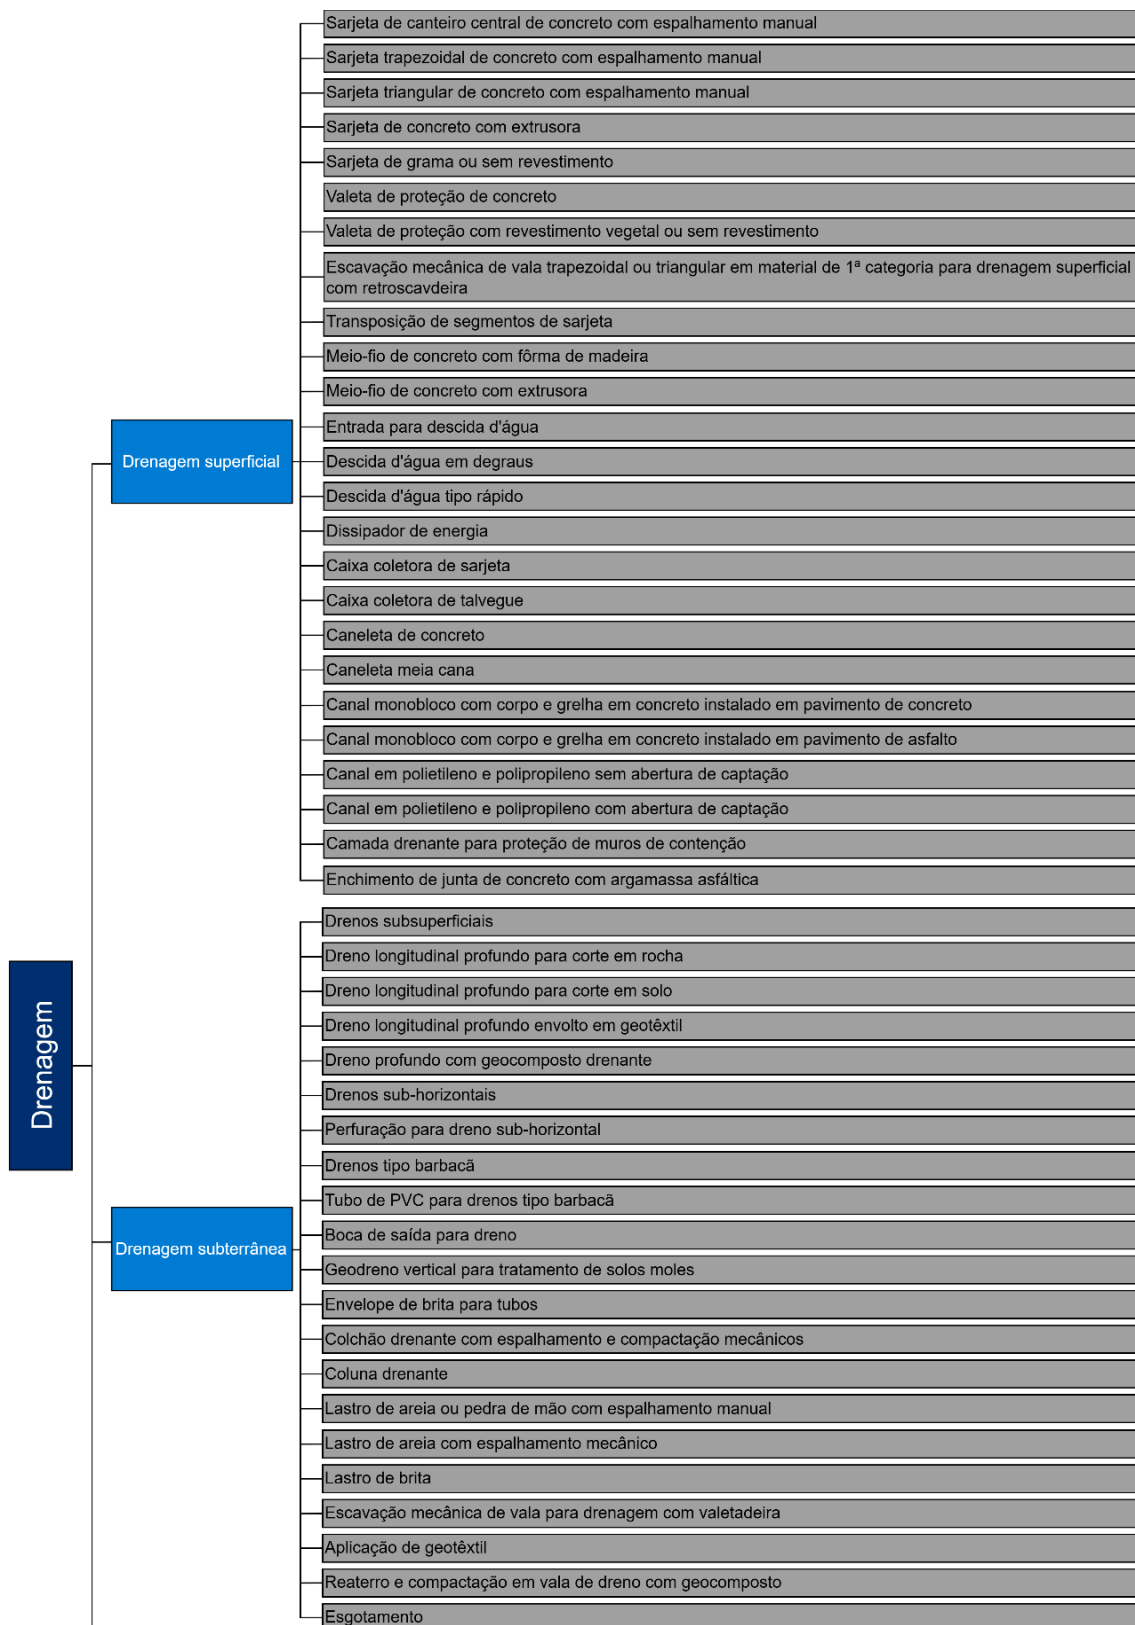 Sarjeta de canteiro central de concreto com espalhamento manual
Sarjeta trapezoidal de concreto com espalhamento manual
Sarjeta triangular de concreto com espalhamento manual
Sarjeta de concreto com extrusora
Sarjeta de grama ou sem revestimento
Valeta de proteção de concreto
Valeta de proteção com revestimento vegetal ou sem revestimento
Escavação mecânica de vala trapezoidal ou triangular em material de 1ª categoria para drenagem superficial
com retroscavdeira
Transposição de segmentos de sarjeta
Meio-fio de concreto com fôrma de madeira
Meio-fio de concreto com extrusora
Entrada para descida d'água
Drenagem superficial
Descida d'água em degraus
Descida d'água tipo rápido
Dissipador de energia
Caixa coletora de sarjeta
Caixa coletora de talvegue
Caneleta de concreto
Caneleta meia cana
Canal monobloco com corpo e grelha em concreto instalado em pavimento de concreto
Canal monobloco com corpo e grelha em concreto instalado em pavimento de asfalto
Canal em polietileno e polipropileno sem abertura de captação
Canal em polietileno e polipropileno com abertura de captação
Camada drenante para proteção de muros de contenção
Enchimento de junta de concreto com argamassa asfáltica
Drenagem
Drenos subsuperficiais
Dreno longitudinal profundo para corte em rocha
Dreno longitudinal profundo para corte em solo
Dreno longitudinal profundo envolto em geotêxtil
Dreno profundo com geocomposto drenante
Drenos sub-horizontais
Perfuração para dreno sub-horizontal
Drenos tipo barbacã
Tubo de PVC para drenos tipo barbacã
Boca de saída para dreno
Drenagem subterrânea
Geodreno vertical para tratamento de solos moles
Envelope de brita para tubos
Colchão drenante com espalhamento e compactação mecânicos
Coluna drenante
Lastro de areia ou pedra de mão com espalhamento manual
Lastro de areia com espalhamento mecânico
Lastro de brita
Escavação mecânica de vala para drenagem com valetadeira
Aplicação de geotêxtil
Reaterro e compactação em vala de dreno com geocomposto
Esgotamento